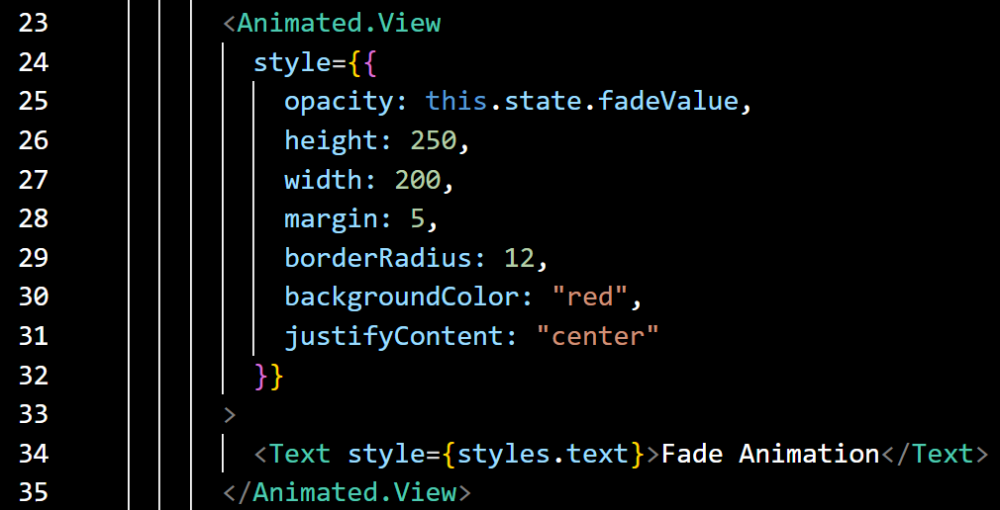 23 <Animated.View
24 style={{
25 opacity: this.state.fadeValue,
26 height: 250,
27 width: 200,
28 margin: 5,
29 borderRadius: 12,
30 backgroundColor: "red",
31 justifyContent: "center"
32 }}
33 >
34 <Text style={styles.text}>Fade Animation</Text>
35 </Animated.View>